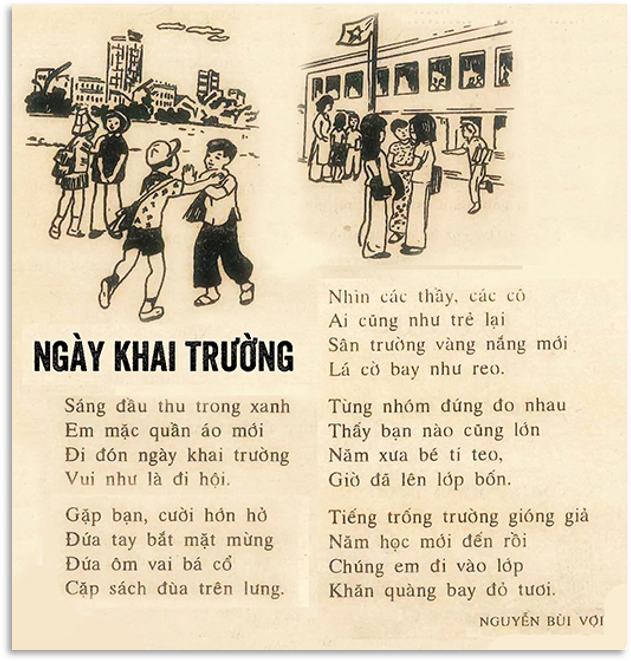 NGÀY KHAI TRƯỜNG
Sáng đầu thu trong xanh
Em mặc quần áo mới
Đi đón ngày khai trường
Vui như là đi hội.
Gặp bạn, cười hớn hở
Đứa tay bắt mặt mừng
Đứa ôm vai bá cổ
Cặp sách đùa trên lưng.
Nhìn các thầy, các cô
Ai cũng như trẻ lại
Sân trường vàng nắng mới
Lá cờ bay như reo.
Từng nhóm đứng đo nhau
Thấy bạn nào cũng lớn
Năm xưa bé tí teo,
Giờ đã lên lớp bốn.
Tiếng trống trường gióng giả
Năm học mới đến rồi
Chúng em đi vào lớp
Khăn quàng bay đỏ tươi.
NGUYỄN BÙI VỢI